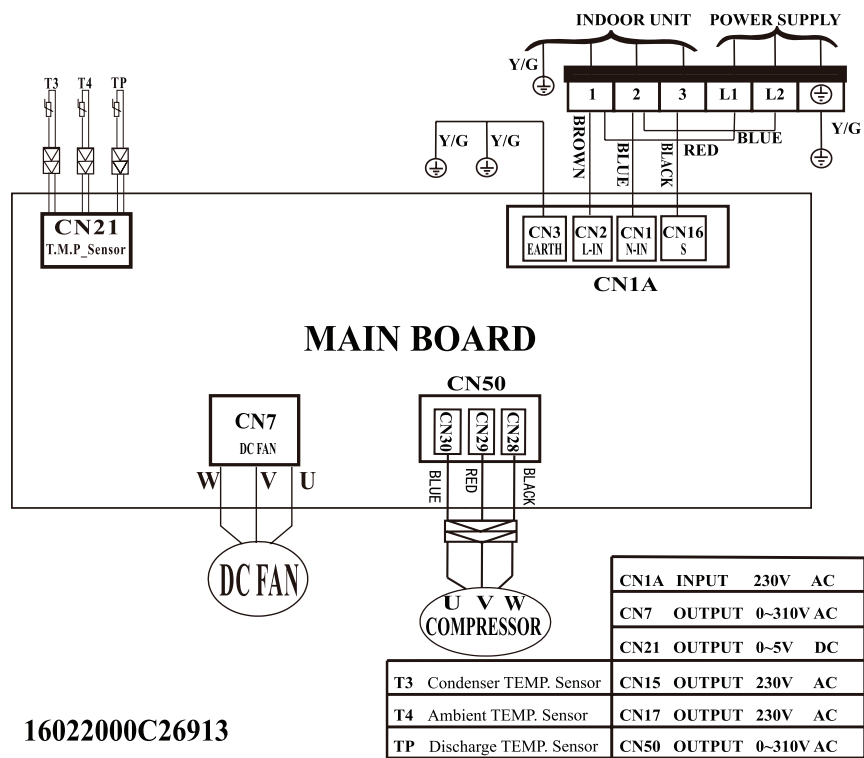 INDOOR UNIT POWER SUPPLY
Y/G
1 2 3 L1 L2
Y/G
BROWN BLUE BLACK RED BLUE
T3 T4 TP
Y/G Y/G
CN21
T.M.P_Sensor
CN3 CN2 CN1 CN16
EARTH L-IN N-IN S
CN1A
MAIN BOARD
CN50
CN7
DC FAN
CN30 CN29 CN28
W V U
BLUE RED BLACK
DC FAN
U V W
COMPRESSOR
CN1A INPUT 230V AC
CN7 OUTPUT 0~310V AC
CN21 OUTPUT 0~5V DC
T3 Condenser TEMP. Sensor CN15 OUTPUT 230V AC
T4 Ambient TEMP. Sensor CN17 OUTPUT 230V AC
TP Discharge TEMP. Sensor CN50 OUTPUT 0~310V AC
16022000C26913